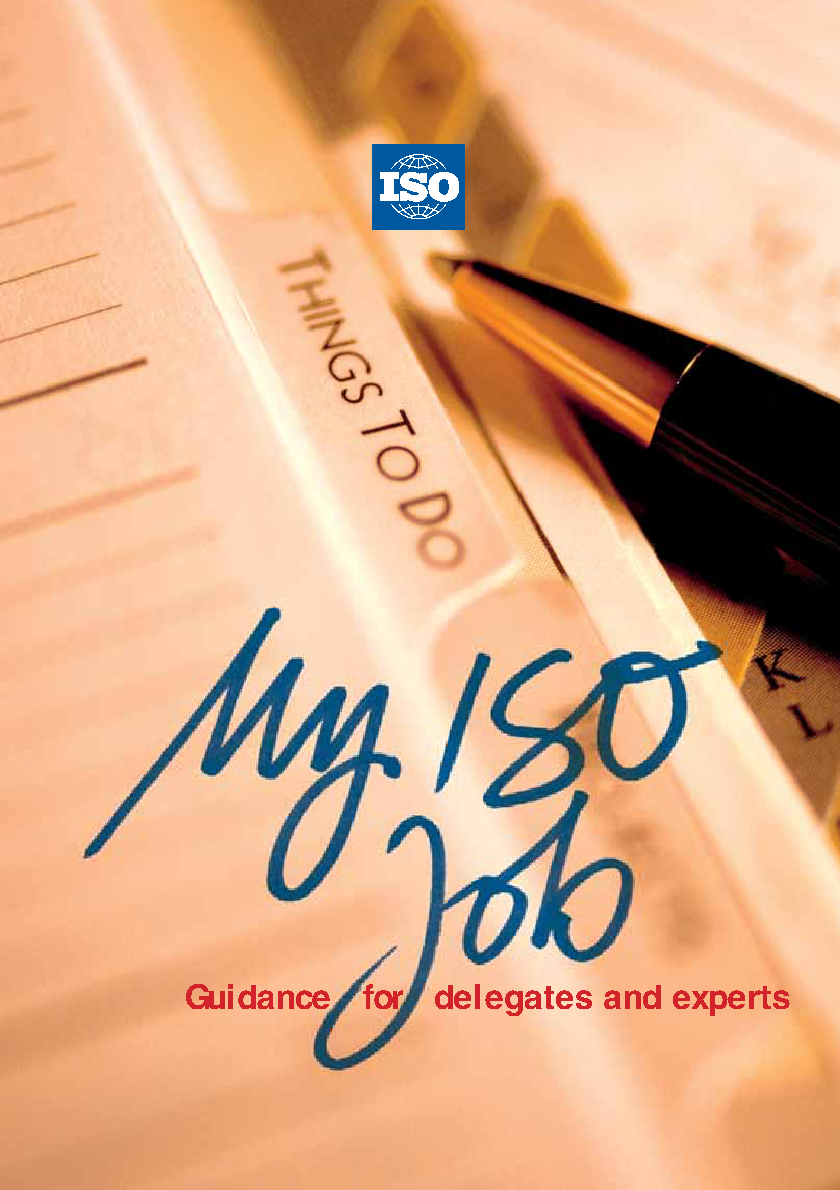 ISO
THINGS TO DO
K
L
My ISO
Job
Guidance for delegates and experts